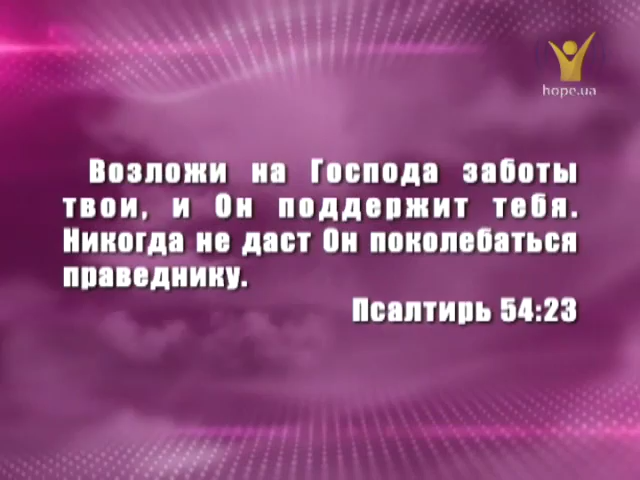 hope.ua
Возложи на Господа заботы
твои, и Он поддержит тебя.
Никогда не даст Он поколебаться
праведнику.
Псалтирь 54:23